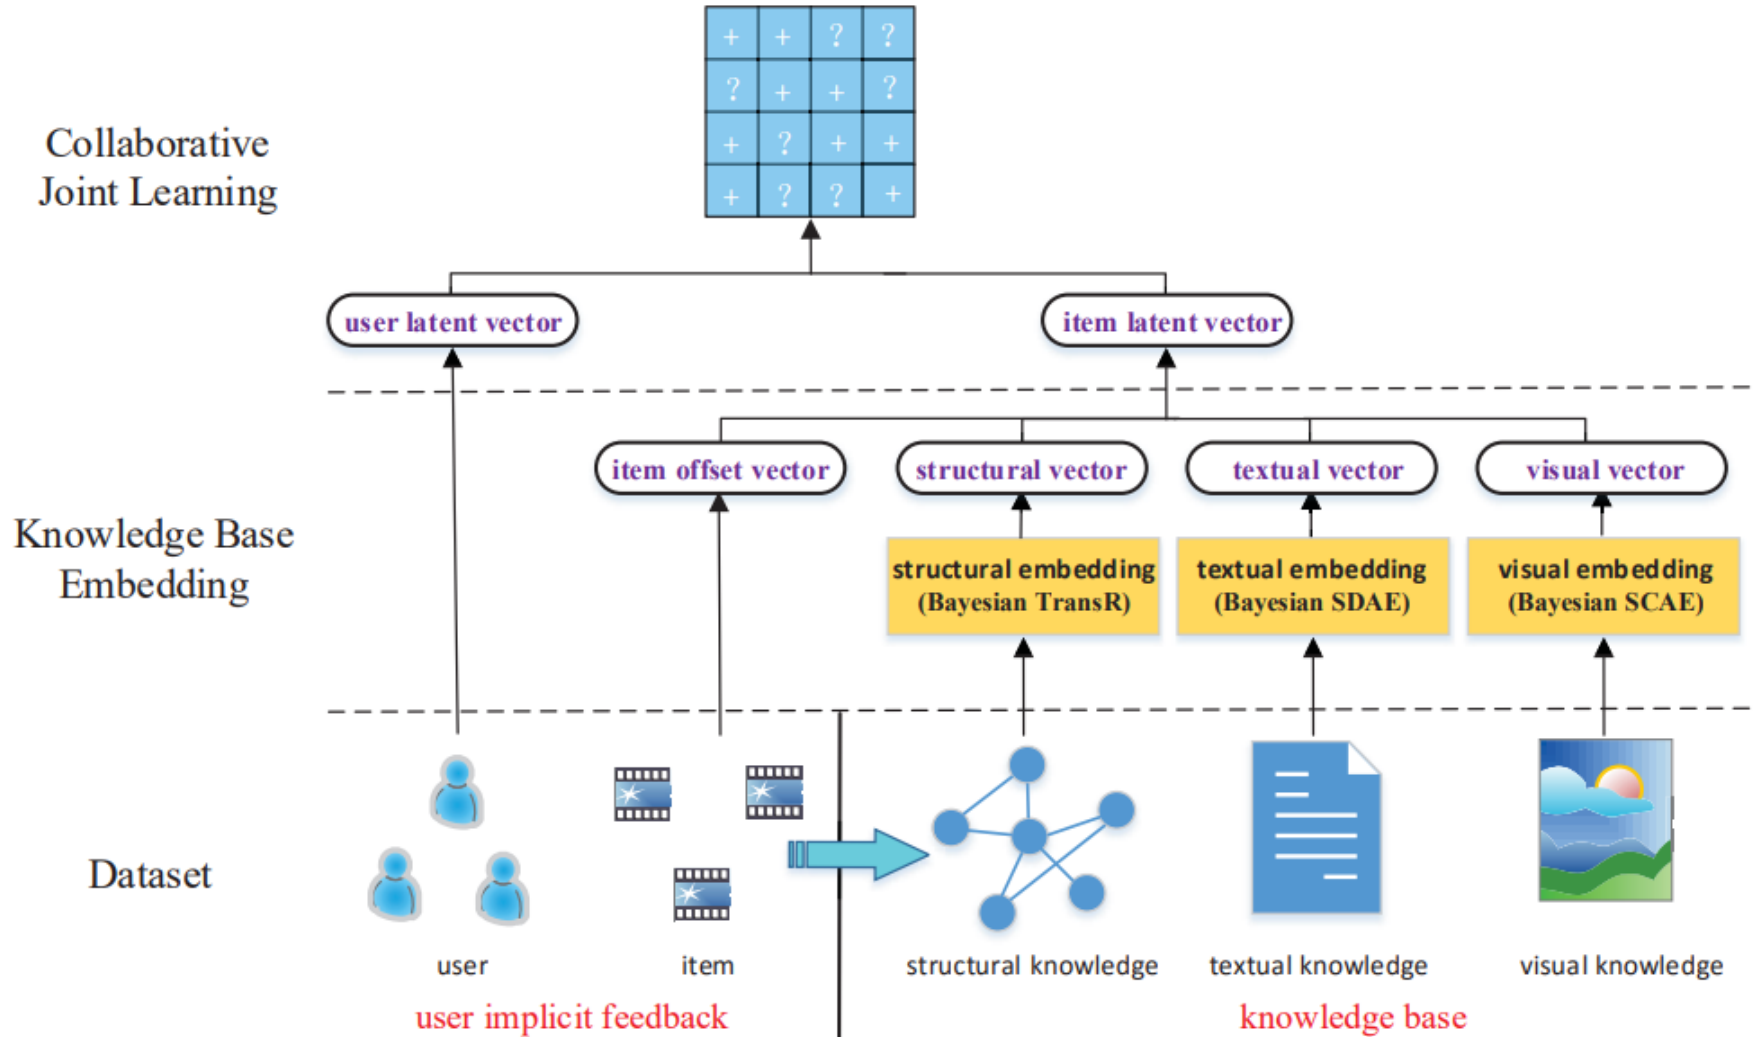 + + ? ?
? + + ?
+ ? + +
+ ? ? +
Collaborative
Joint Learning
user latent vector
item latent vector
item offset vector
structural vector
textual vector
visual vector
Knowledge Base
Embedding
structural embedding
(Bayesian TransR)
textual embedding
(Bayesian SDAE)
visual embedding
(Bayesian SCAE)
Dataset
user
item
structural knowledge
textual knowledge
visual knowledge
user implicit feedback
knowledge base